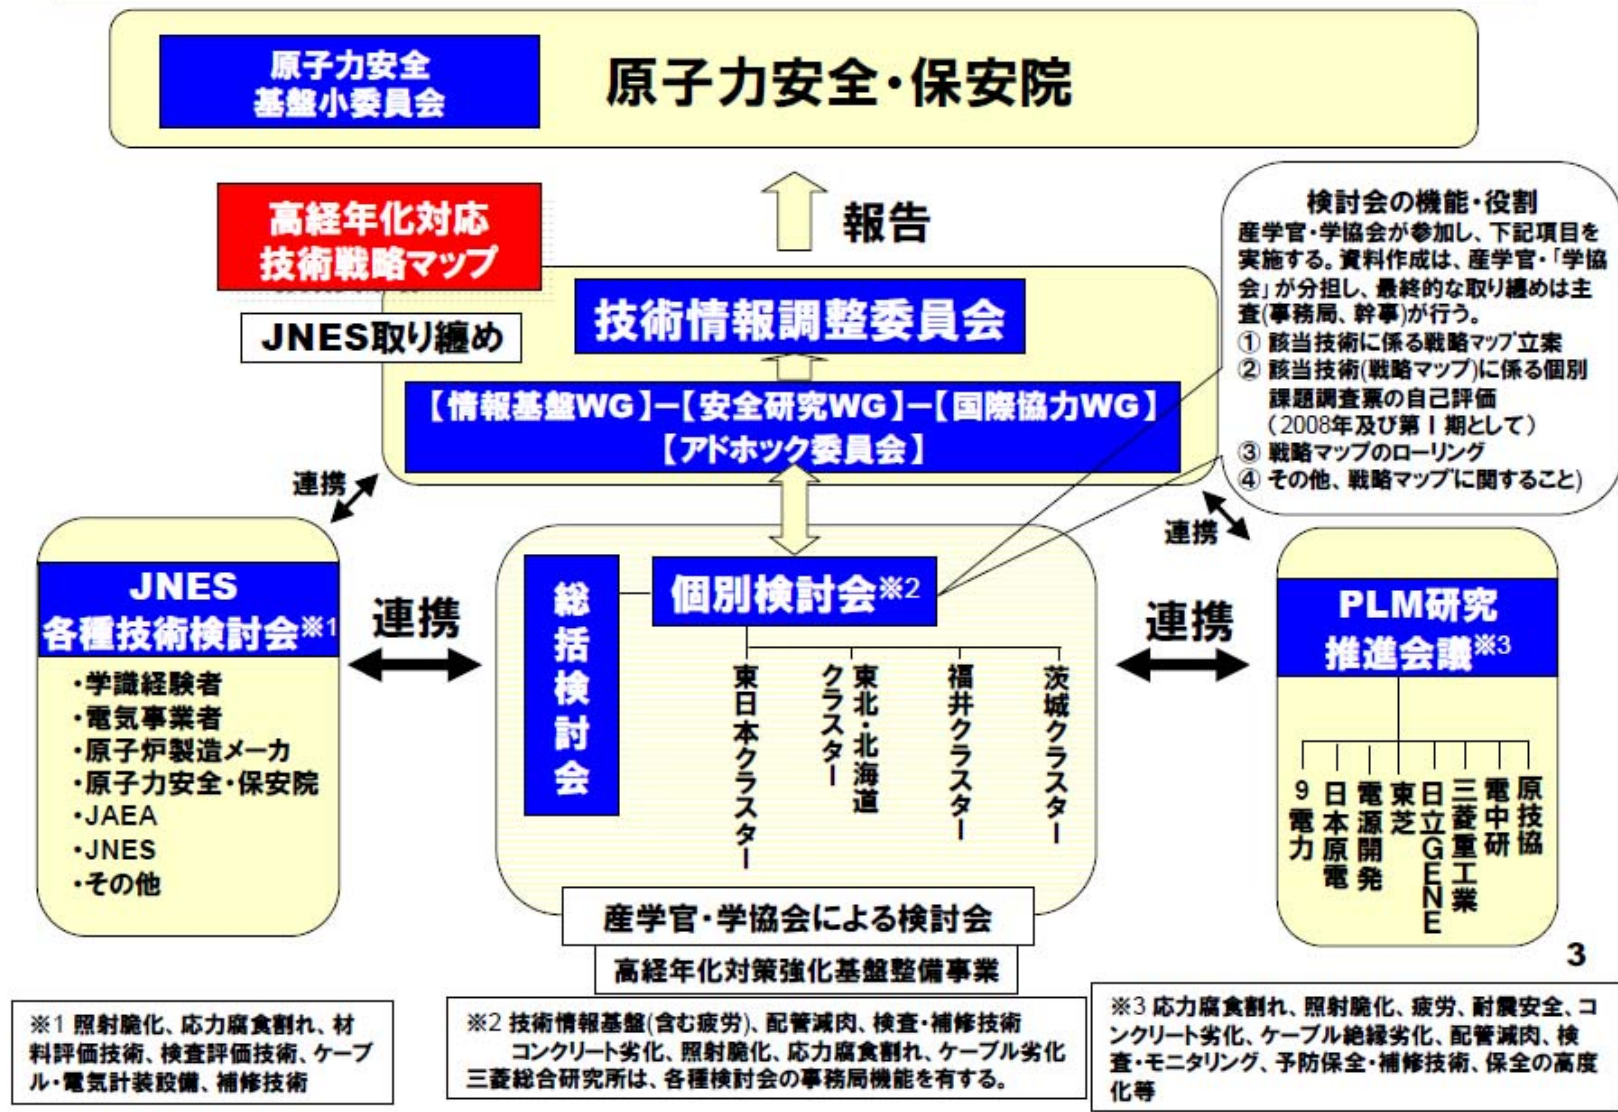 原子力安全
基盤小委員会
原子力安全・保安院
高経年化対応
技術戦略マップ
JNES取り纏め
報告
技術情報調整委員会
【情報基盤WG】－【安全研究WG】－【国際協力WG】
【アドホック委員会】
検討会の機能・役割
産学官・学協会が参加し、下記項目を
実施する。資料作成は、産学官・「学協
会」が分担し、最終的な取り纏めは主
査(事務局、幹事)が行う。
① 該当技術に係る戦略マップ立案
② 該当技術(戦略マップ)に係る個別
課題調査票の自己評価
（2008年及び第Ⅰ期として）
③ 戦略マップのローリング
④ その他、戦略マップに関すること)
連携
連携
JNES
各種技術検討会※1
・学識経験者
・電気事業者
・原子炉製造メーカ
・原子力安全・保安院
・JAEA
・JNES
・その他
連携
総括検討会
個別検討会※2
東日本クラスター
東北・北海道
クラスター
福井クラスター
茨城クラスター
産学官・学協会による検討会
高経年化対策強化基盤整備事業
連携
PLM研究
推進会議※3
9電力
日本原電
電源開発
東芝
日立GENE
三菱重工業
電中研
原技協
3
※1 照射脆化、応力腐食割れ、材
料評価技術、検査評価技術、ケーブ
ル・電気計装設備、補修技術
※2 技術情報基盤(含む疲労)、配管減肉、検査・補修技術
コンクリート劣化、照射脆化、応力腐食割れ、ケーブル劣化
三菱総合研究所は、各種検討会の事務局機能を有する。
※3 応力腐食割れ、照射脆化、疲労、耐震安全、コ
ンクリート劣化、ケーブル絶縁劣化、配管減肉、検
査・モニタリング、予防保全・補修技術、保全の高度
化等